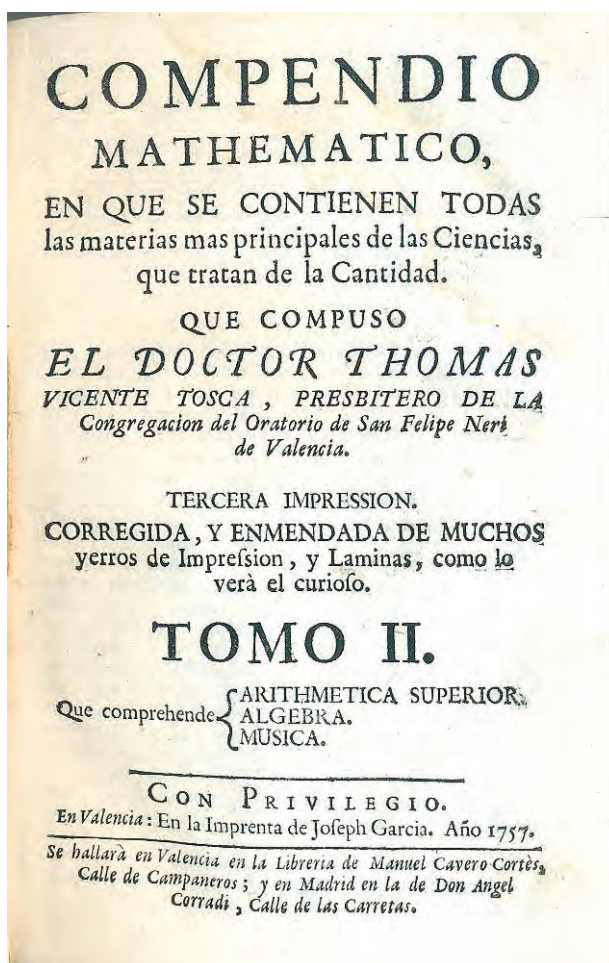 COMPENDIO
MATHEMATICO,
EN QUE SE CONTIENEN TODAS
las materias mas principales de las Ciencias,
que tratan de la Cantidad.
QUE COMPUSO
EL DOCTOR THOMAS
VICENTE TOSCA, PRESBITERO DE LA
Congregacion del Oratorio de San Felipe Neri
de Valencia.
TERCERA IMPRESSION.
CORREGIDA, Y ENMENDADA DE MUCHOS
yerros de Impreſsion, y Laminas, como lo
verà el curioſo.
TOMO II.
Que comprehende { ARITHMETICA SUPERIOR.
ALGEBRA.
MUSICA.
CON PRIVILEGIO.
En Valencia: En la Imprenta de Joſeph Garcia. Año 1757.
Se hallarà en Valencia en la Libreria de Manuel Cavero Cortès,
Calle de Campaneros; y en Madrid en la de Don Angel
Corradi, Calle de las Carretas.